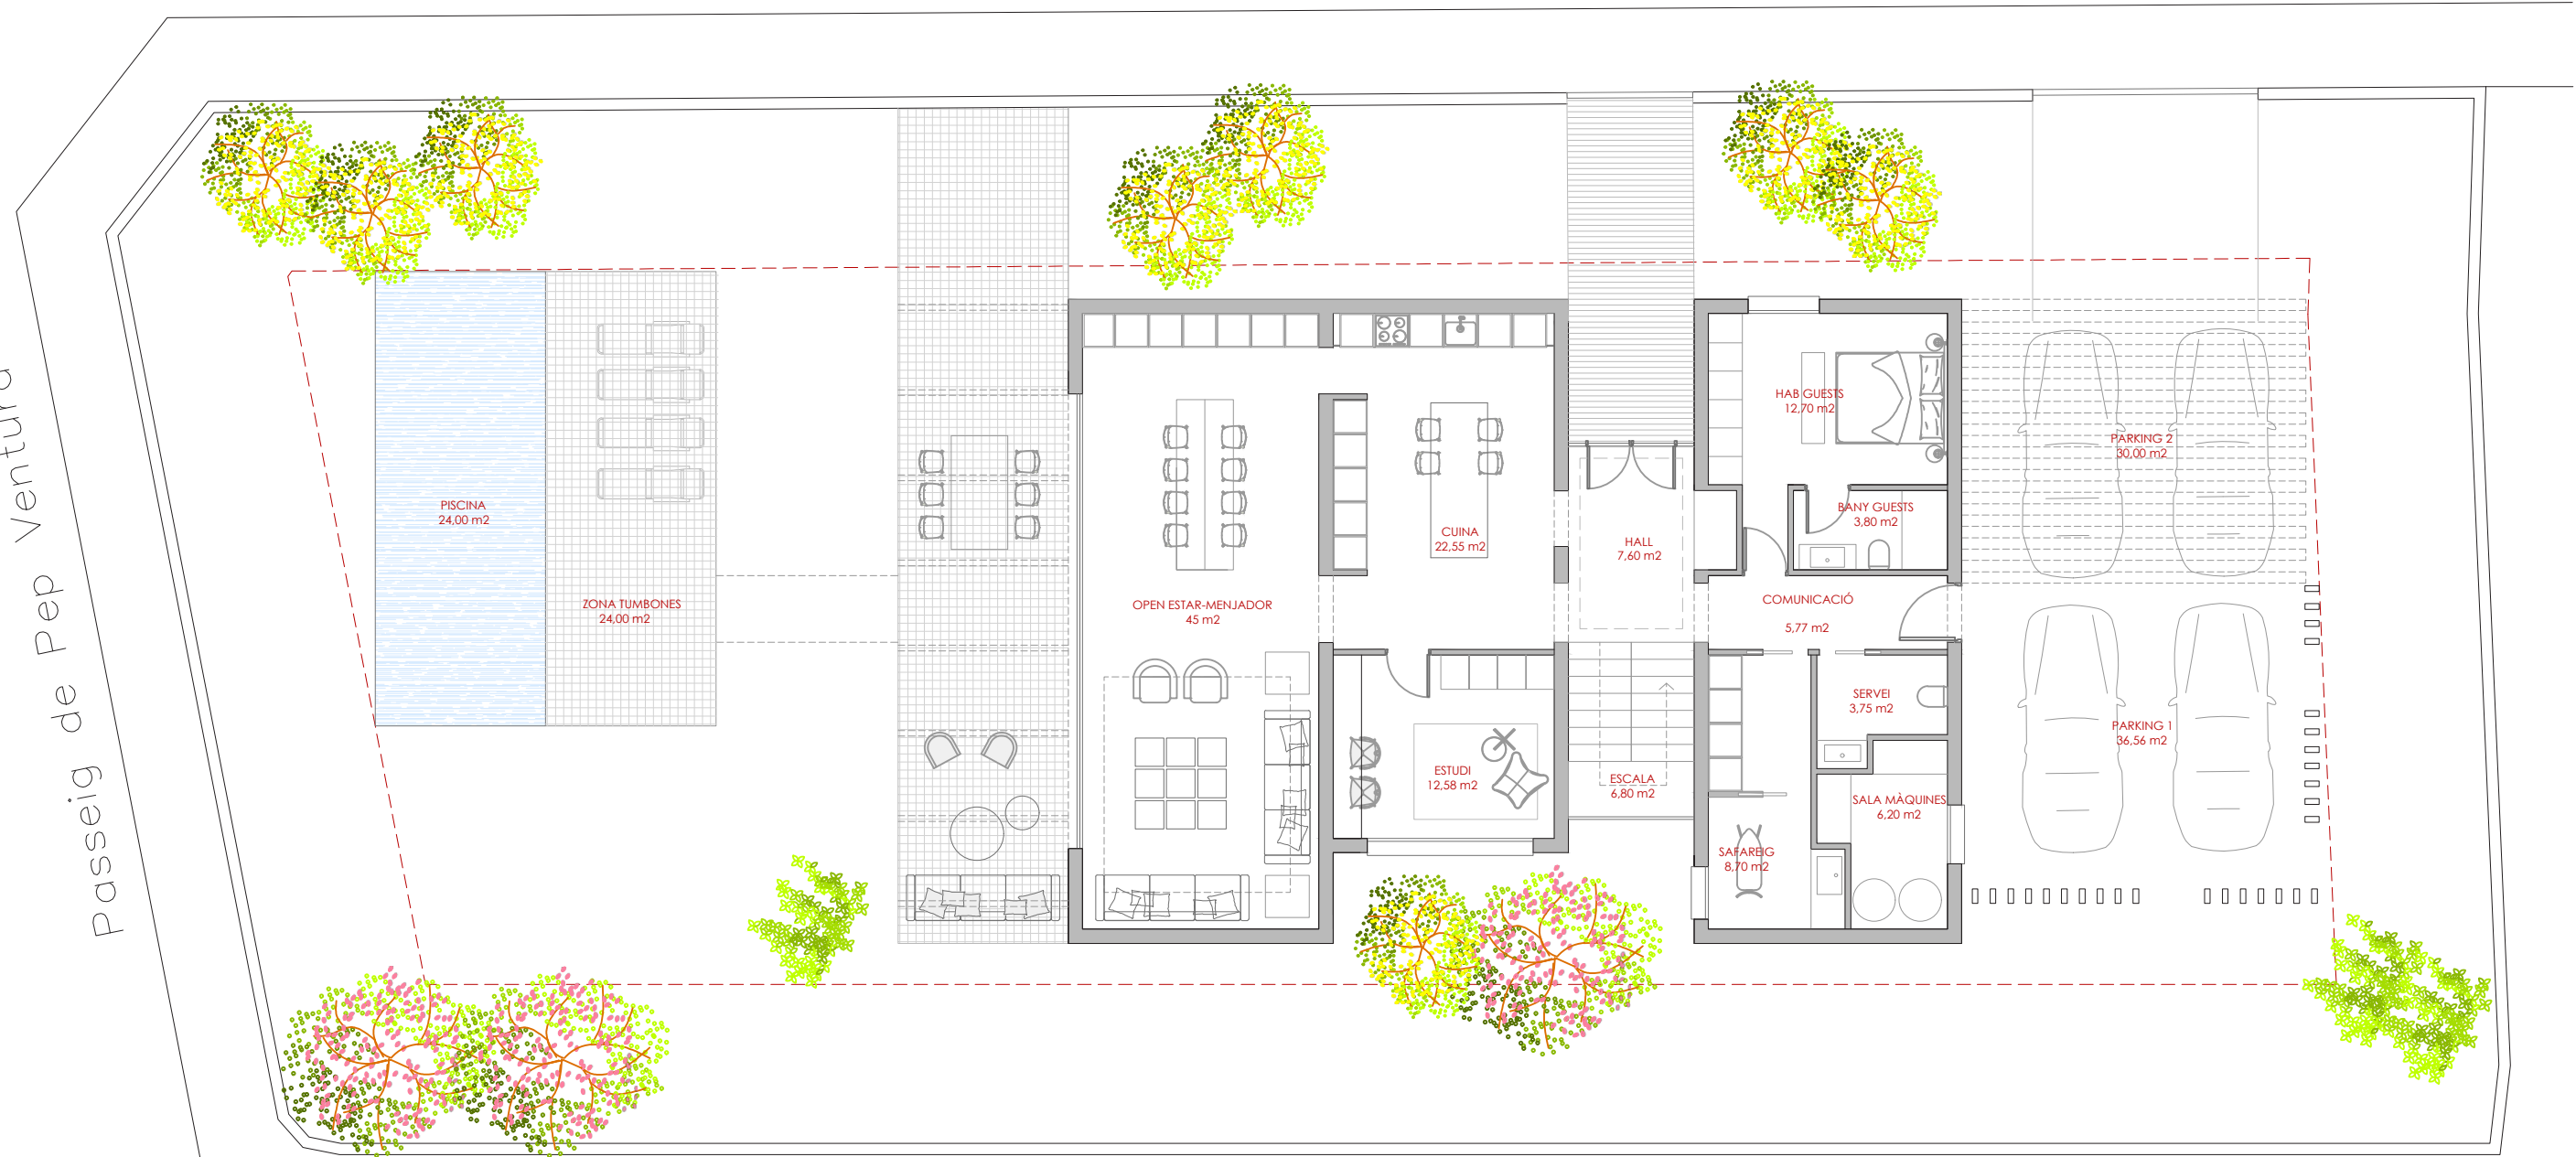 Passeig de Pep Ventura
PISCINA
24,00 m2
ZONA TUMBONES
24,00 m2
OPEN ESTAR-MENJADOR
45 m2
CUINA
22,55 m2
ESTUDI
12,58 m2
HALL
7,60 m2
ESCALA
6,80 m2
HAB GUESTS
12,70 m2
BANY GUESTS
3,80 m2
COMUNICACIÓ
5,77 m2
SERVEI
3,75 m2
SALA MÀQUINES
6,20 m2
SAFAREIG
8,70 m2
PARKING 2
30,00 m2
PARKING 1
36,56 m2